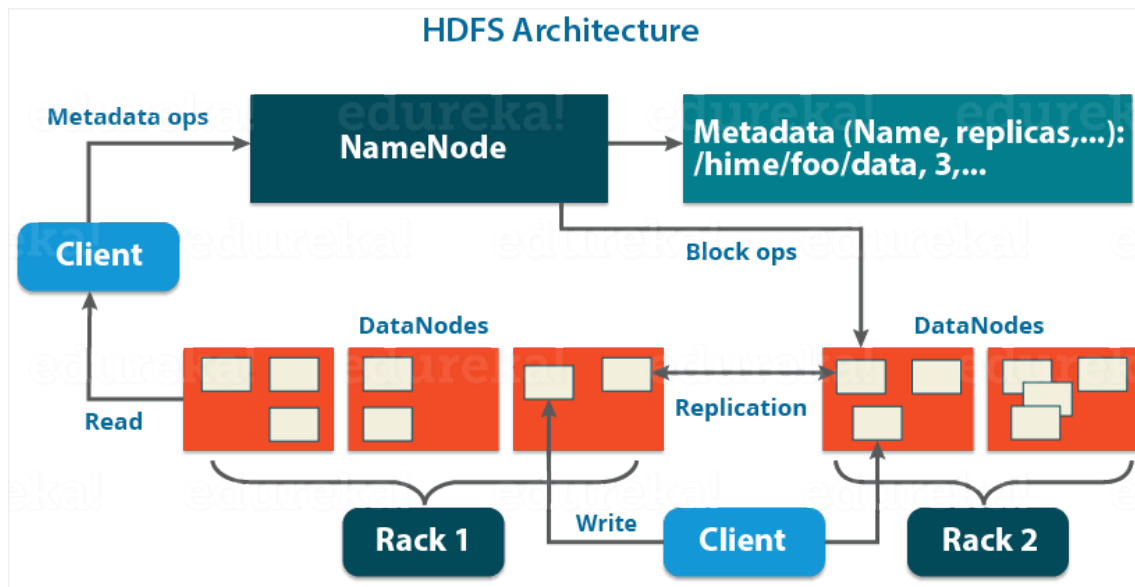 HDFS Architecture
Metadata ops
NameNode
Metadata (Name, replicas,...):
/hime/foo/data, 3,...
Client
Block ops
DataNodes
DataNodes
Read
Replication
Rack 1
Write
Client
Rack 2
edureka!